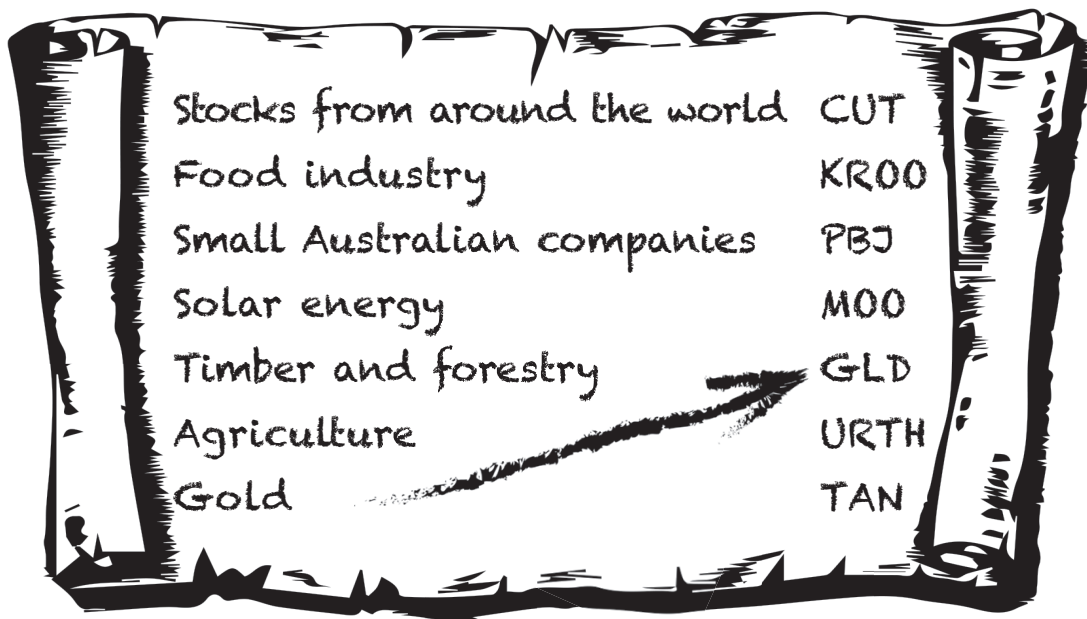 Stocks from around the world CUT
Food industry KROO
Small Australian companies PBJ
Solar energy MOO
Timber and forestry GLD
Agriculture URTH
Gold TAN